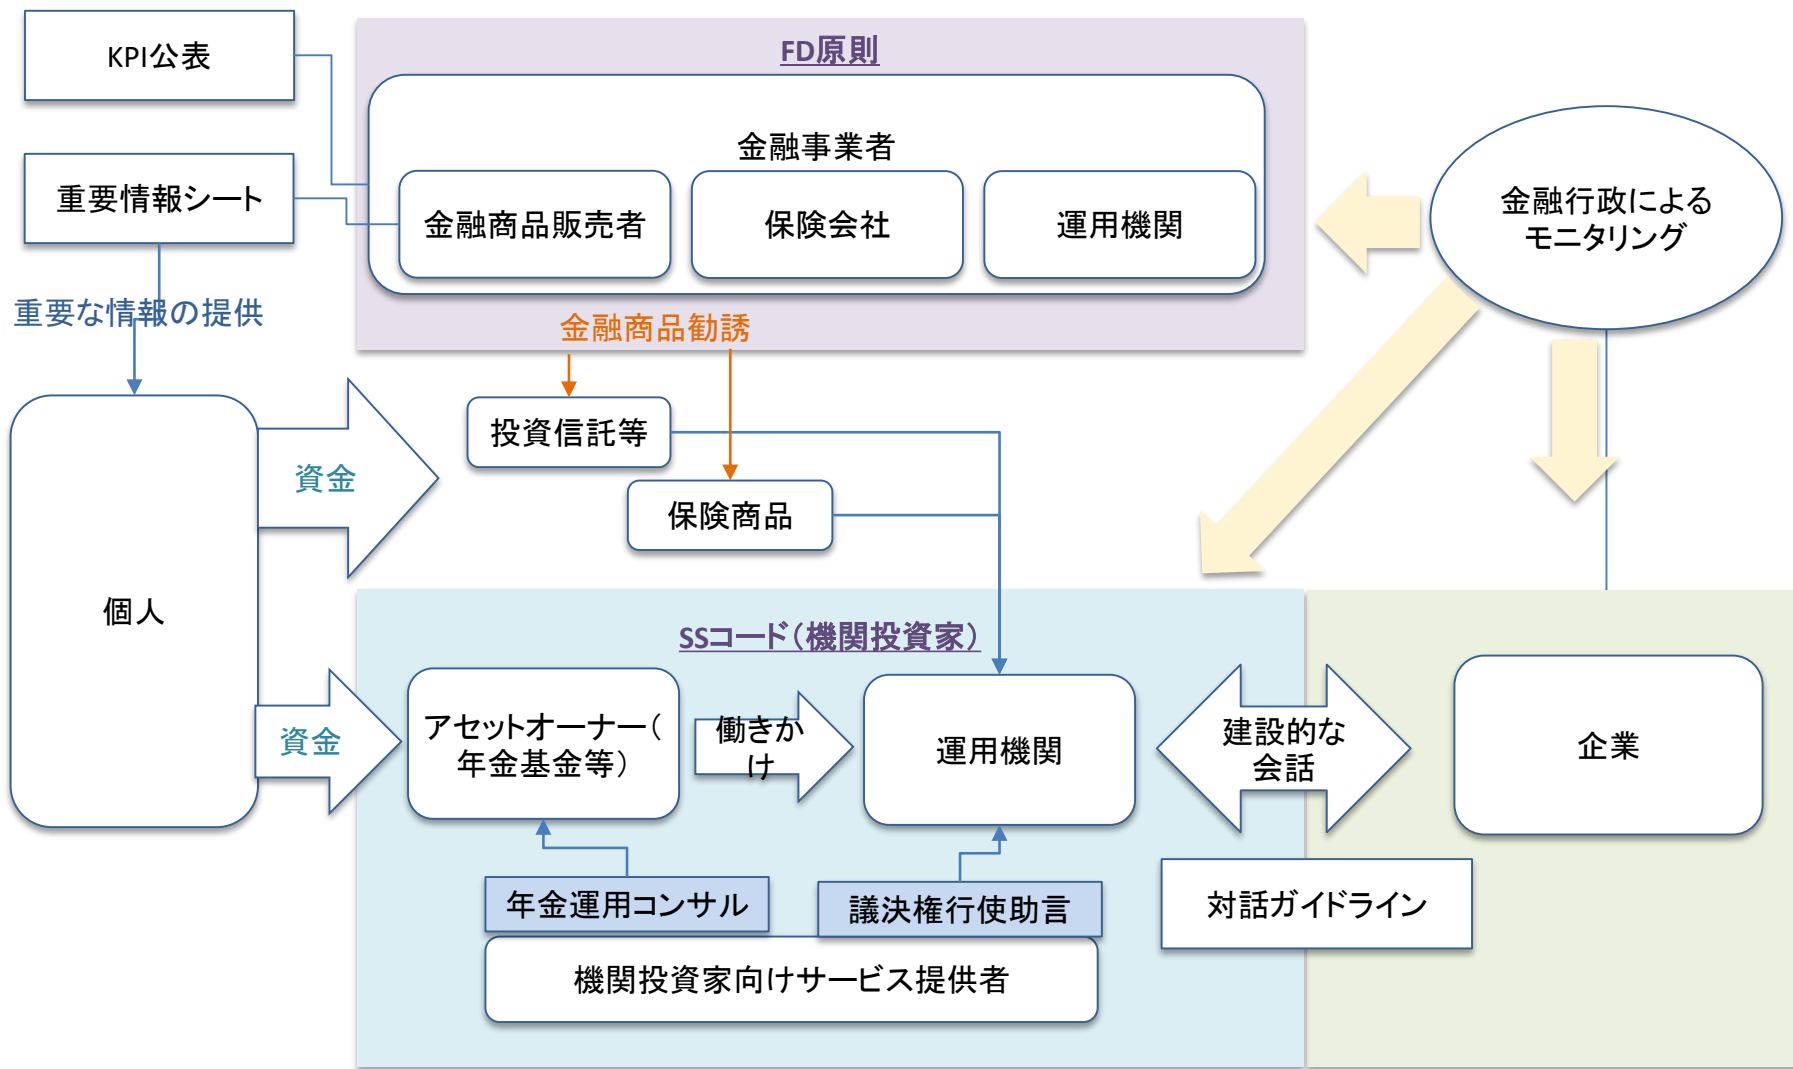 KPI公表
FD原則
金融事業者
重要情報シート
金融商品販売者
保険会社
運用機関
金融行政による
モニタリング
重要な情報の提供
金融商品勧誘
投資信託等
資金
保険商品
個人
SSコード（機関投資家）
資金
アセットオーナー（
年金基金等）
働きか
け
運用機関
建設的な
会話
企業
年金運用コンサル
議決権行使助言
対話ガイドライン
機関投資家向けサービス提供者